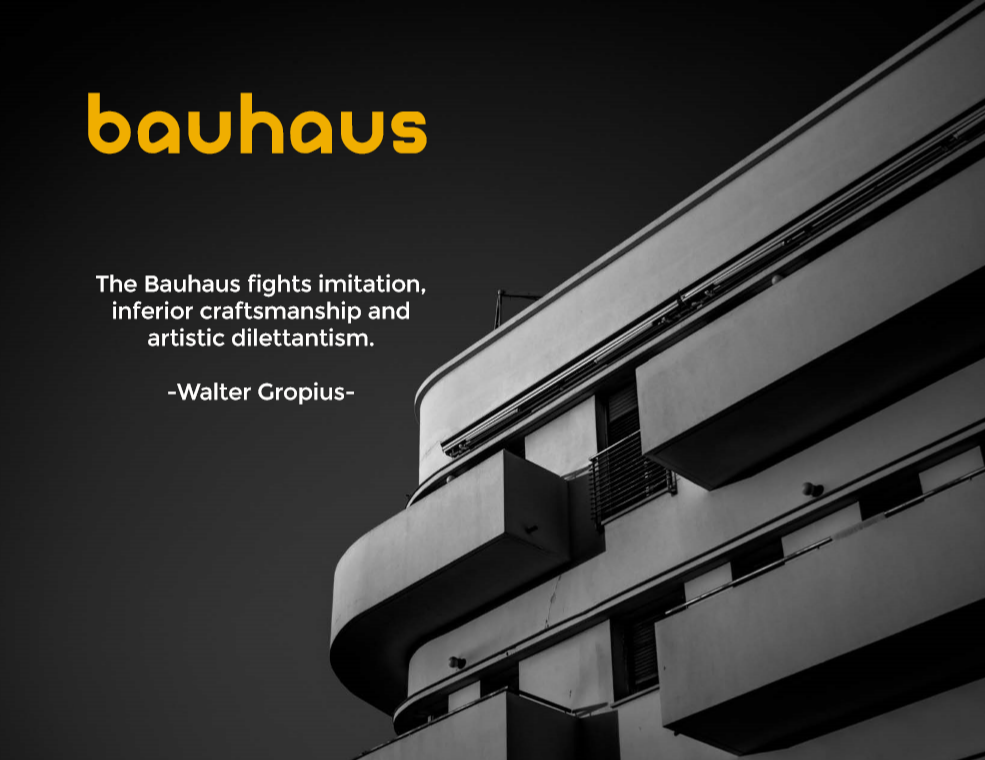 bauhaus
The Bauhaus fights imitation,
inferior craftsmanship and
artistic dilettantism.
-Walter Gropius-